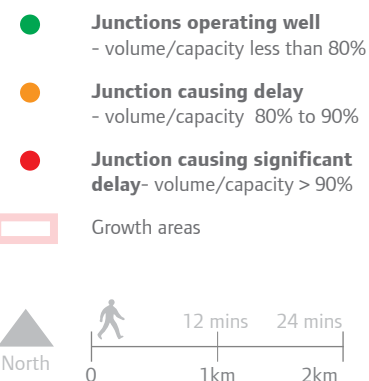 Junctions operating well
- volume/capacity less than 80%
Junction causing delay
- volume/capacity 80% to 90%
Junction causing significant
delay- volume/capacity > 90%
Growth areas
12 mins 24 mins
North
0 1km 2km